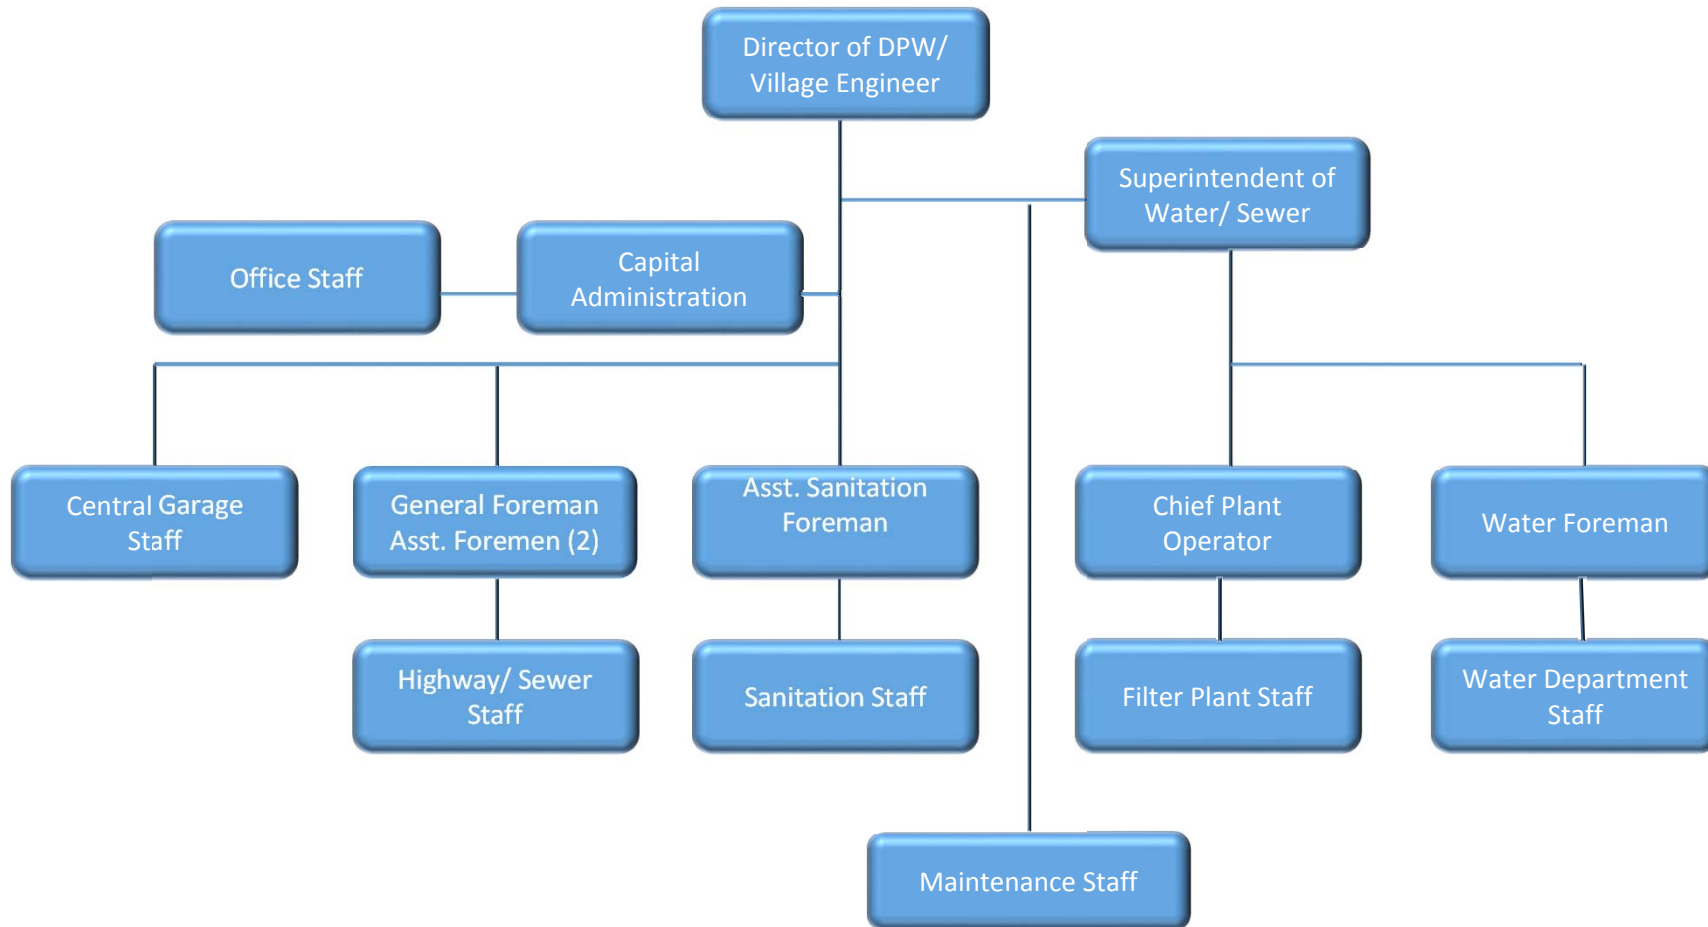 Director of DPW/
Village Engineer
Superintendent of
Water/ Sewer
Office Staff
Capital
Administration
Central Garage
Staff
General Foreman
Asst. Foremen (2)
Asst. Sanitation
Foreman
Chief Plant
Operator
Water Foreman
Highway/ Sewer
Staff
Sanitation Staff
Filter Plant Staff
Water Department
Staff
Maintenance Staff